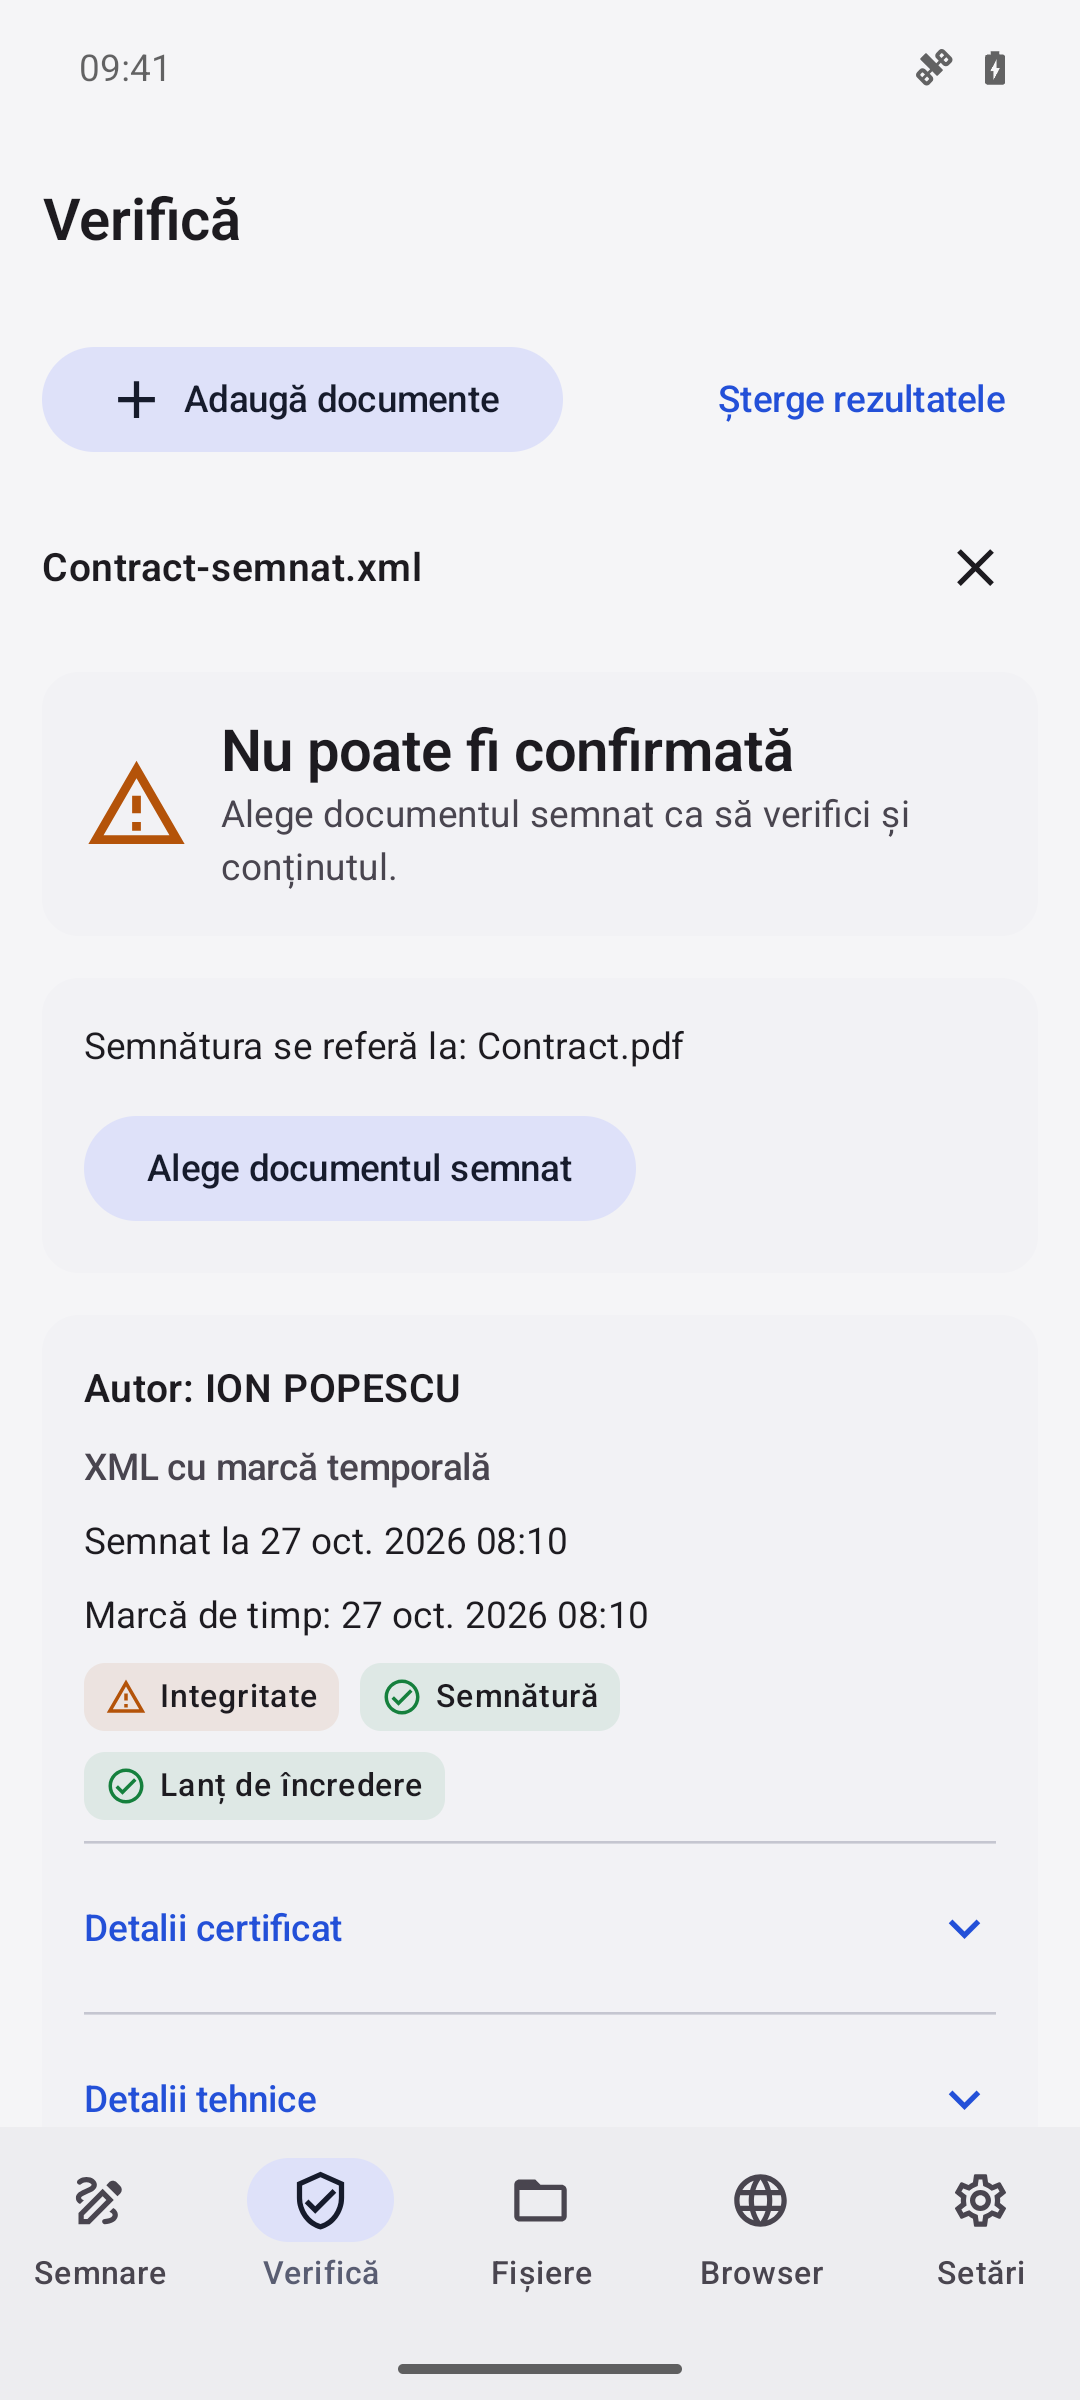 09:41
Verifică
Adaugă documente
Șterge rezultatele
Contract-semnat.xml
Nu poate fi confirmată
Alege documentul semnat ca să verifici și
conținutul.
Semnătura se referă la: Contract.pdf
Alege documentul semnat
Autor: ION POPESCU
XML cu marcă temporală
Semnat la 27 oct. 2026 08:10
Marcă de timp: 27 oct. 2026 08:10
Integritate
Semnătură
Lanț de încredere
Detalii certificat
Detalii tehnice
Semnare
Verifică
Fișiere
Browser
Setări